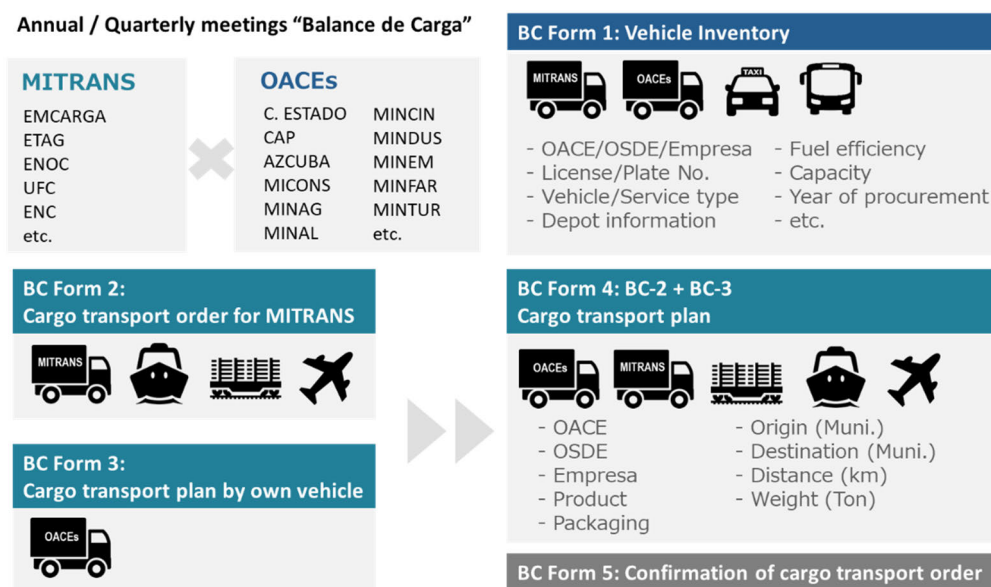 Annual / Quarterly meetings “Balance de Carga”
MITRANS
EMCARGA
ETAG
ENOC
UFC
ENC
etc.
OACEs
C. ESTADO
CAP
AZCUBA
MICONS
MINAG
MINAL
MINCIN
MINDUS
MINEM
MINFAR
MINTUR
etc.
BC Form 1: Vehicle Inventory
MITRANS
OACEs
TAXI
- OACE/OSDE/Empresa
- License/Plate No.
- Vehicle/Service type
- Depot information
- Fuel efficiency
- Capacity
- Year of procurement
- etc.
BC Form 2:
Cargo transport order for MITRANS
MITRANS
BC Form 3:
Cargo transport plan by own vehicle
OACEs
BC Form 4: BC-2 + BC-3
Cargo transport plan
OACEs
MITRANS
- OACE
- OSDE
- Empresa
- Product
- Packaging
- Origin (Muni.)
- Destination (Muni.)
- Distance (km)
- Weight (Ton)
BC Form 5: Confirmation of cargo transport order